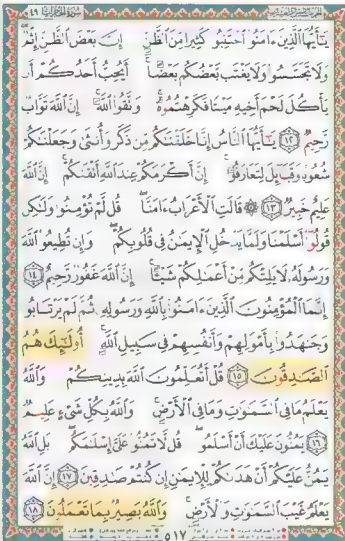 سورة الحجرات ٤٩
يَـٰٓأَيُّهَا ٱلَّذِينَ ءَامَنُوا۟ ٱجْتَنِبُوا۟ كَثِيرًا مِّنَ ٱلظَّنِّ إِنَّ بَعْضَ ٱلظَّنِّ إِثْمٌ
وَلَا تَجَسَّسُوا۟ وَلَا يَغْتَب بَّعْضُكُم بَعْضًا ۚ أَيُحِبُّ أَحَدُكُمْ أَن
يَأْكُلَ لَحْمَ أَخِيهِ مَيْتًا فَكَرِهْتُمُوهُ ۚ وَٱتَّقُوا۟ ٱللَّهَ ۚ إِنَّ ٱللَّهَ تَوَّابٌ
رَّحِيمٌ ١٢ يَـٰٓأَيُّهَا ٱلنَّاسُ إِنَّا خَلَقْنَـٰكُم مِّن ذَكَرٍ وَأُنثَىٰ وَجَعَلْنَـٰكُمْ
شُعُوبًا وَقَبَآئِلَ لِتَعَارَفُوٓا۟ ۚ إِنَّ أَكْرَمَكُمْ عِندَ ٱللَّهِ أَتْقَىٰكُمْ ۚ إِنَّ ٱللَّهَ
عَلِيمٌ خَبِيرٌ ١٣ ۞ قَالَتِ ٱلْأَعْرَابُ ءَامَنَّا ۖ قُل لَّمْ تُؤْمِنُوا۟ وَلَـٰكِن
قُولُوٓا۟ أَسْلَمْنَا وَلَمَّا يَدْخُلِ ٱلْإِيمَـٰنُ فِى قُلُوبِكُمْ ۖ وَإِن تُطِيعُوا۟ ٱللَّهَ
وَرَسُولَهُۥ لَا يَلِتْكُم مِّنْ أَعْمَـٰلِكُمْ شَيْـًٔا ۚ إِنَّ ٱللَّهَ غَفُورٌ رَّحِيمٌ ١٤
إِنَّمَا ٱلْمُؤْمِنُونَ ٱلَّذِينَ ءَامَنُوا۟ بِٱللَّهِ وَرَسُولِهِۦ ثُمَّ لَمْ يَرْتَابُوا۟
وَجَـٰهَدُوا۟ بِأَمْوَٰلِهِمْ وَأَنفُسِهِمْ فِى سَبِيلِ ٱللَّهِ ۚ أُو۟لَـٰٓئِكَ هُمُ
ٱلصَّـٰدِقُونَ ١٥ قُلْ أَتُعَلِّمُونَ ٱللَّهَ بِدِينِكُمْ وَٱللَّهُ
يَعْلَمُ مَا فِى ٱلسَّمَـٰوَٰتِ وَمَا فِى ٱلْأَرْضِ ۚ وَٱللَّهُ بِكُلِّ شَىْءٍ عَلِيمٌ
١٦ يَمُنُّونَ عَلَيْكَ أَنْ أَسْلَمُوا۟ ۖ قُل لَّا تَمُنُّوا۟ عَلَىَّ إِسْلَـٰمَكُم ۖ بَلِ ٱللَّهُ
يَمُنُّ عَلَيْكُمْ أَنْ هَدَىٰكُمْ لِلْإِيمَـٰنِ إِن كُنتُمْ صَـٰدِقِينَ ١٧ إِنَّ ٱللَّهَ
يَعْلَمُ غَيْبَ ٱلسَّمَـٰوَٰتِ وَٱلْأَرْضِ ۚ وَٱللَّهُ بَصِيرٌۢ بِمَا تَعْمَلُونَ ١٨
٥١٧